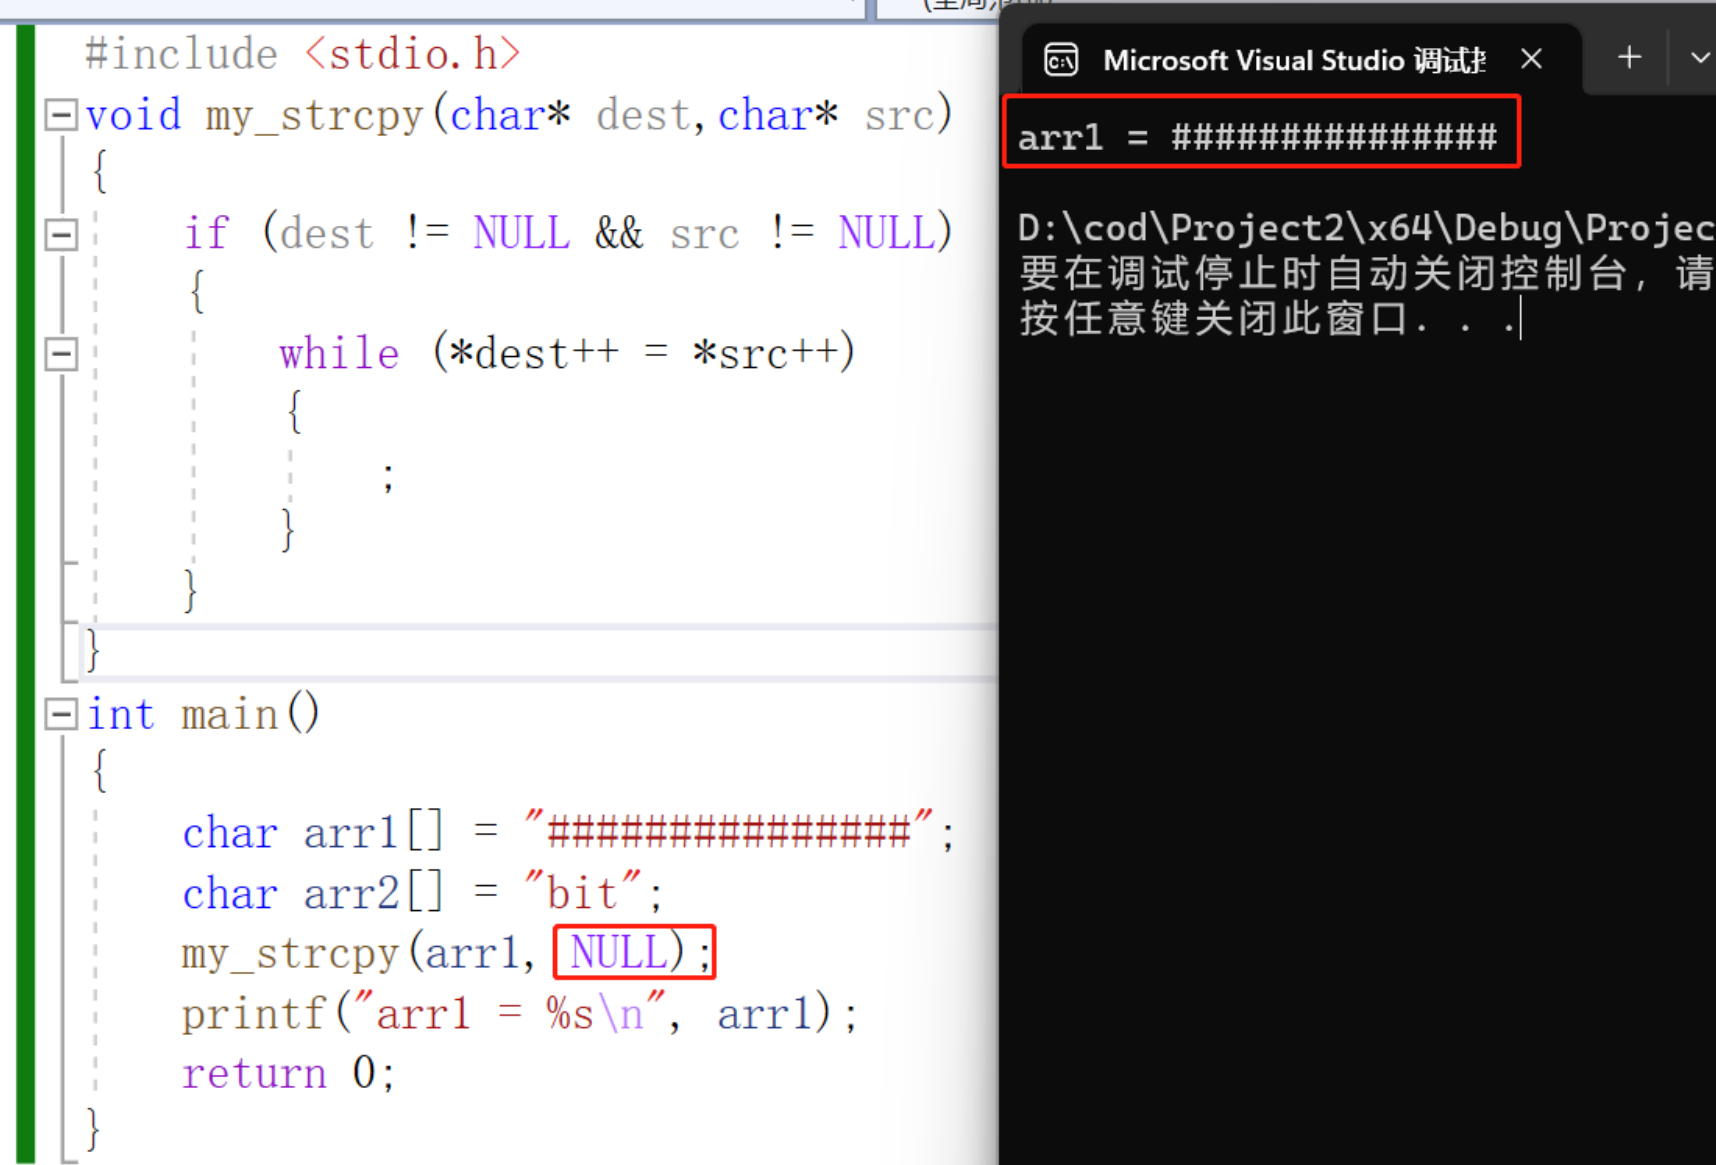 #include <stdio.h>
void my_strcpy(char* dest,char* src)
{
if (dest != NULL && src != NULL)
{
while (*dest++ = *src++)
{
;
}
}
}
int main()
{
char arr1[] = "###############";
char arr2[] = "bit";
my_strcpy(arr1, NULL);
printf("arr1 = %s\n", arr1);
return 0;
}
Microsoft Visual Studio 调试
arr1 = ###############
D:\cod\Project2\x64\Debug\Projec
要在调试停止时自动关闭控制台，请
按任意键关闭此窗口. . .